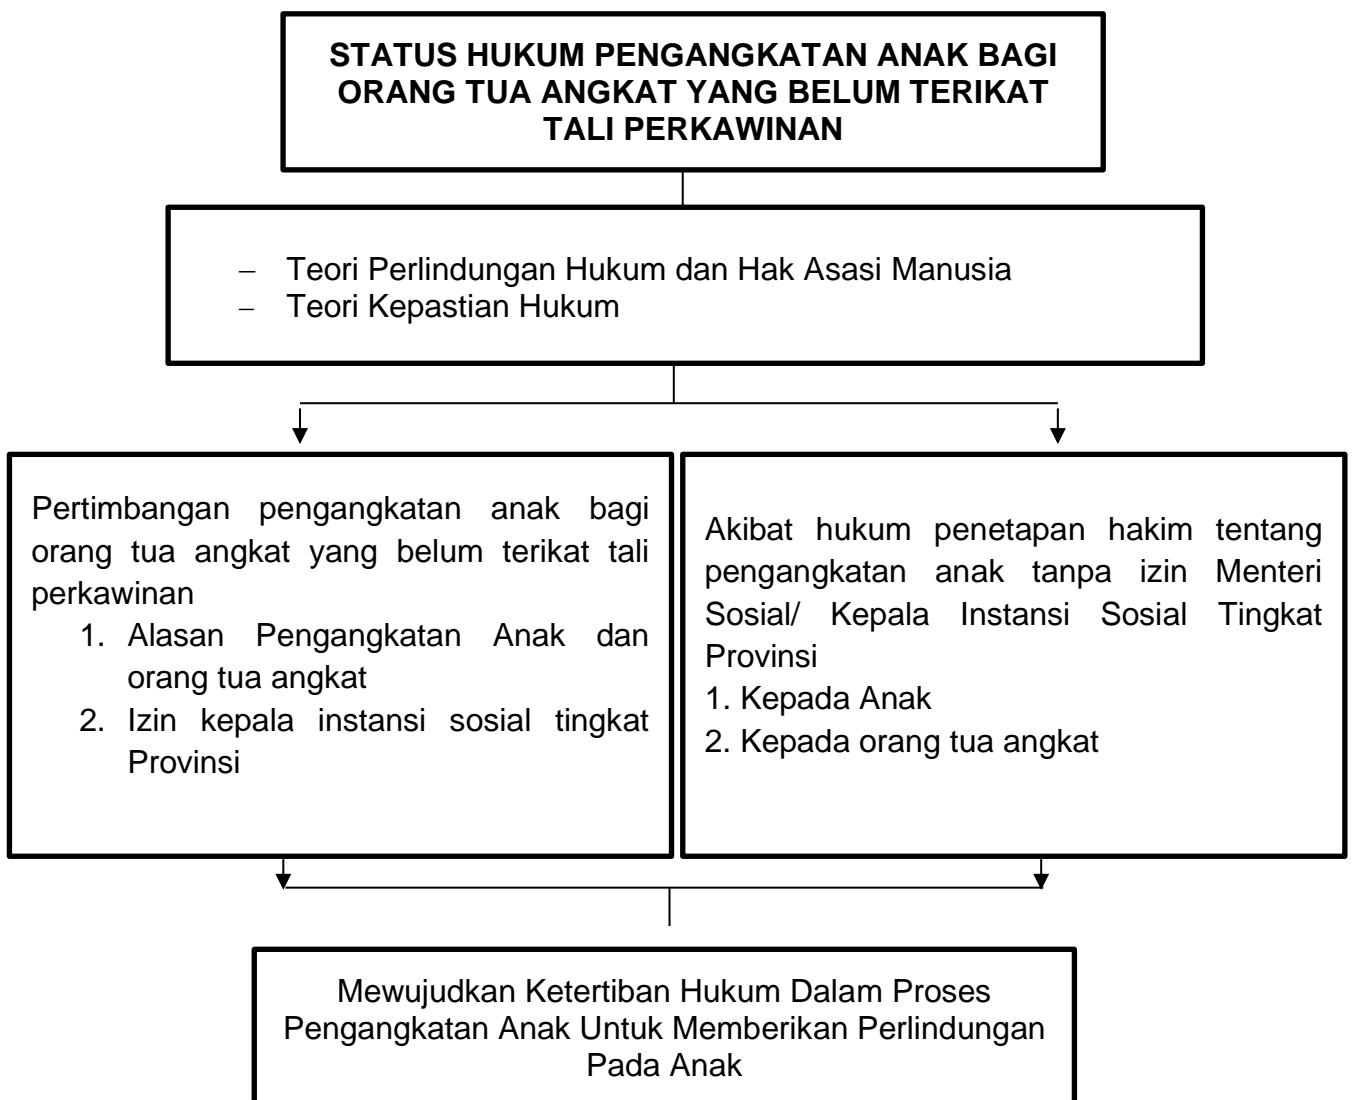 STATUS HUKUM PENGANGKATAN ANAK BAGI
ORANG TUA ANGKAT YANG BELUM TERIKAT
TALI PERKAWINAN
– Teori Perlindungan Hukum dan Hak Asasi Manusia
– Teori Kepastian Hukum
Pertimbangan pengangkatan anak bagi
orang tua angkat yang belum terikat tali
perkawinan
1. Alasan Pengangkatan Anak dan
orang tua angkat
2. Izin kepala instansi sosial tingkat
Provinsi
Akibat hukum penetapan hakim tentang
pengangkatan anak tanpa izin Menteri
Sosial/ Kepala Instansi Sosial Tingkat
Provinsi
1. Kepada Anak
2. Kepada orang tua angkat
Mewujudkan Ketertiban Hukum Dalam Proses
Pengangkatan Anak Untuk Memberikan Perlindungan
Pada Anak